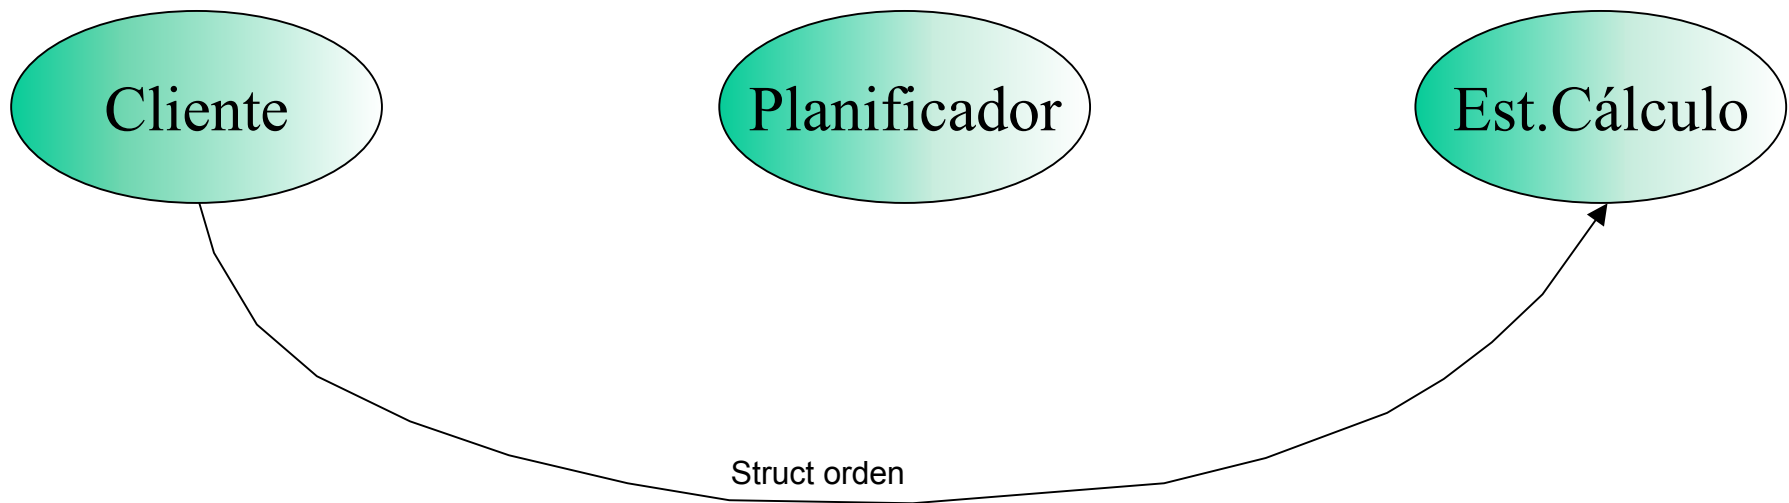 Cliente
Planificador
Est.Cálculo
Struct orden